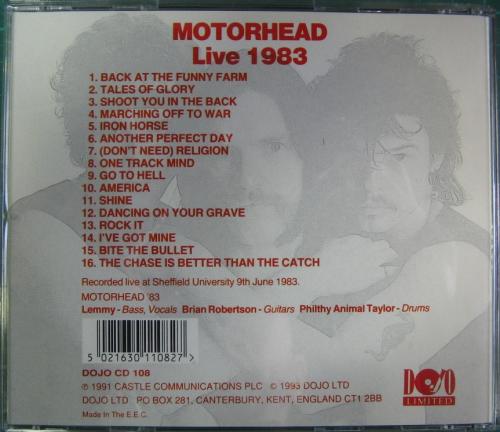 MOTORHEAD
Live 1983
1. BACK AT THE FUNNY FARM
2. TALES OF GLORY
3. SHOOT YOU IN THE BACK
4. MARCHING OFF TO WAR
5. IRON HORSE
6. ANOTHER PERFECT DAY
7. (DON'T NEED) RELIGION
8. ONE TRACK MIND
9. GO TO HELL
10. AMERICA
11. SHINE
12. DANCING ON YOUR GRAVE
13. ROCK IT
14. I'VE GOT MINE
15. BITE THE BULLET
16. THE CHASE IS BETTER THAN THE CATCH
Recorded live at Sheffield University 9th June 1983.
MOTORHEAD '83
Lemmy - Bass, Vocals Brian Robertson - Guitars Philthy Animal Taylor - Drums
5 021630 110827 >
DOJO CD 108
℗ 1991 CASTLE COMMUNICATIONS PLC © 1993 DOJO LTD
DOJO LTD PO BOX 281, CANTERBURY, KENT, ENGLAND CT1 2BB
Made In The E.E.C.
DOJO
LIMITED